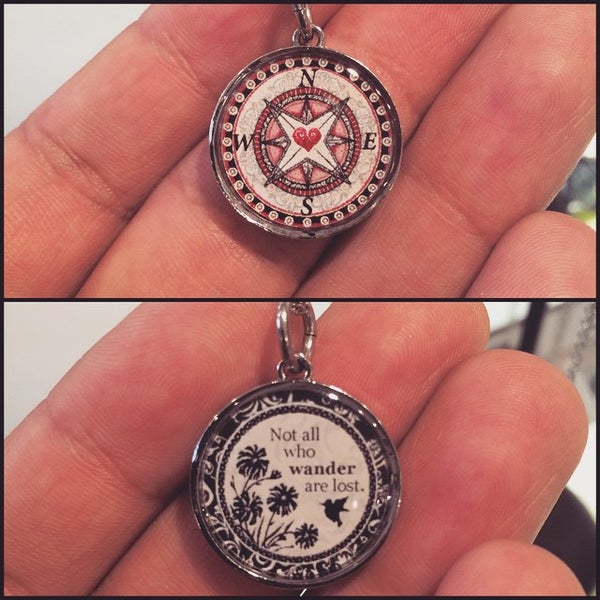 N
W E
S
Not all
who
wander
are lost.